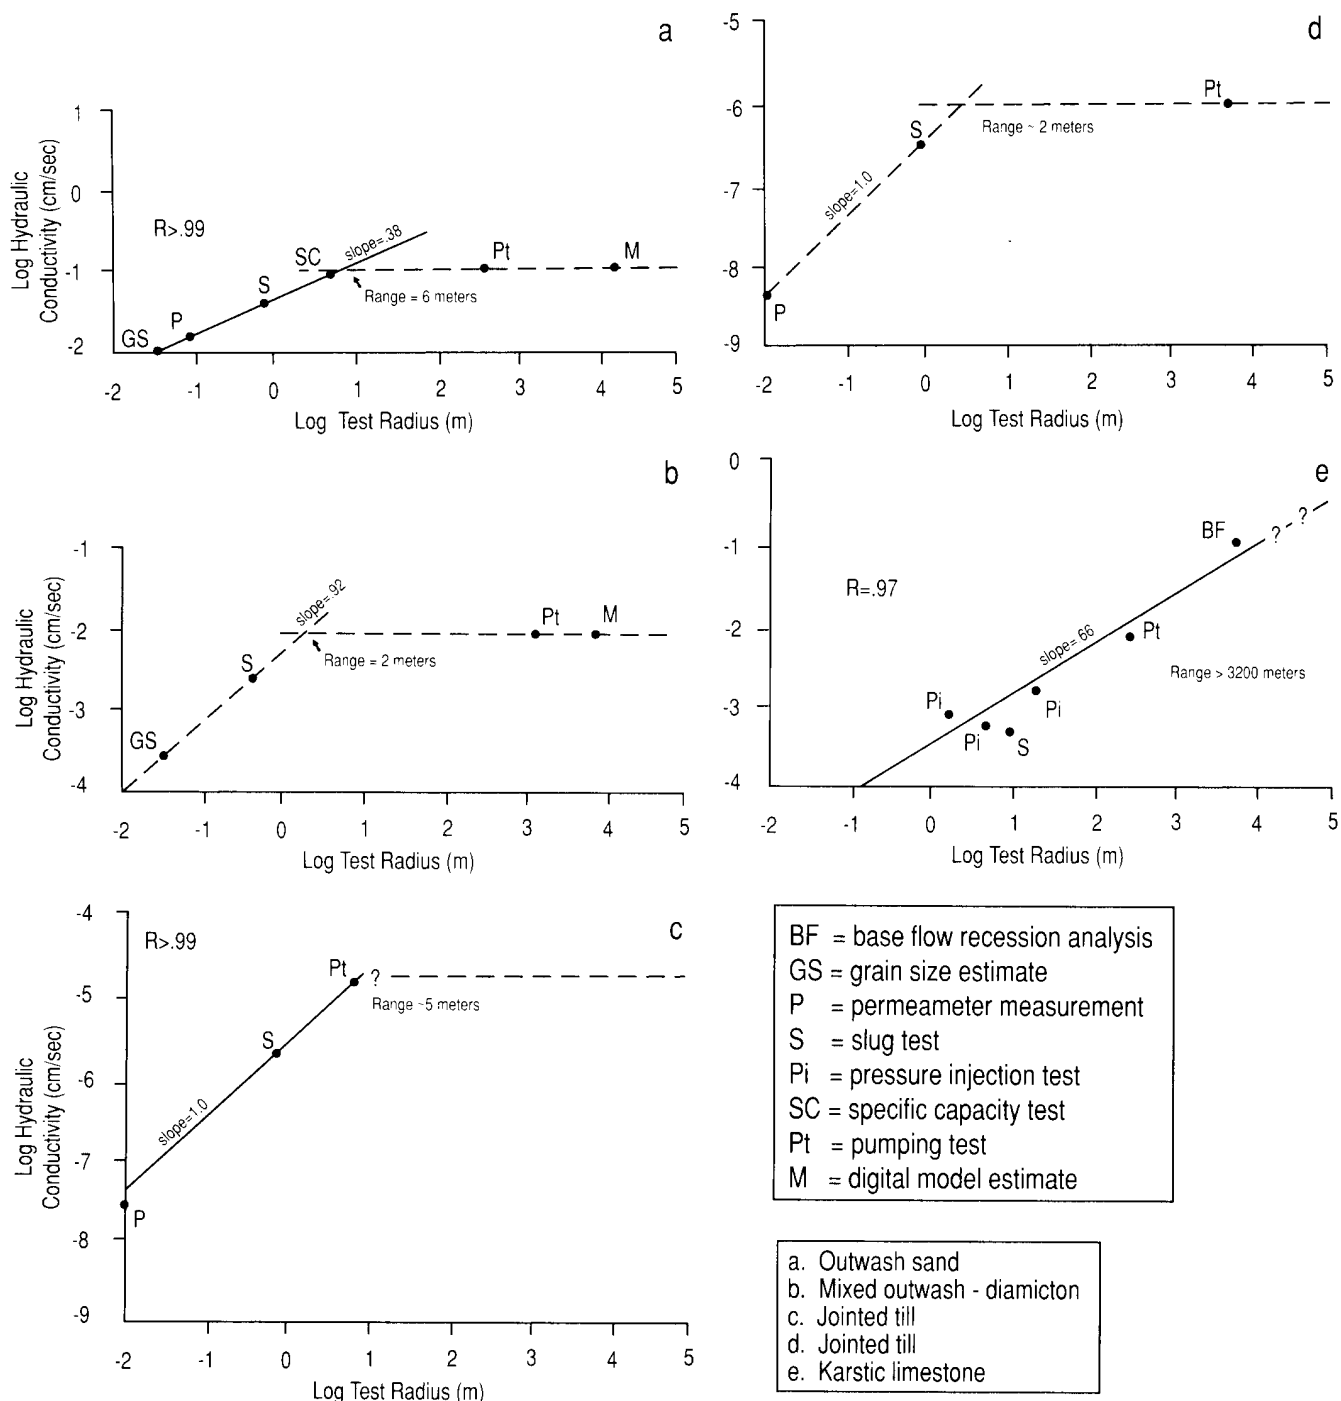 a
Log Hydraulic
Conductivity (cm/sec)
1
0
-1
-2
R>.99
GS
P
S
SC
slope=.38
Pt
M
Range = 6 meters
-2 -1 0 1 2 3 4 5
Log Test Radius (m)
d
-5
-6
-7
-8
-9
P
S
slope=1.0
Pt
Range ~ 2 meters
-2 -1 0 1 2 3 4 5
Log Test Radius (m)
b
Log Hydraulic
Conductivity (cm/sec)
-1
-2
-3
-4
GS
S
slope=.92
Pt
M
Range = 2 meters
-2 -1 0 1 2 3 4 5
Log Test Radius (m)
e
0
-1
-2
-3
-4
R=.97
Pi
Pi
S
Pi
slope=.66
Pt
BF
? ?
Range > 3200 meters
-2 -1 0 1 2 3 4 5
Log Test Radius (m)
c
Log Hydraulic
Conductivity (cm/sec)
-4
-5
-6
-7
-8
-9
R>.99
P
slope=1.0
S
Pt
?
Range ~5 meters
-2 -1 0 1 2 3 4 5
Log Test Radius (m)
BF = base flow recession analysis
GS = grain size estimate
P = permeameter measurement
S = slug test
Pi = pressure injection test
SC = specific capacity test
Pt = pumping test
M = digital model estimate
a. Outwash sand
b. Mixed outwash - diamicton
c. Jointed till
d. Jointed till
e. Karstic limestone